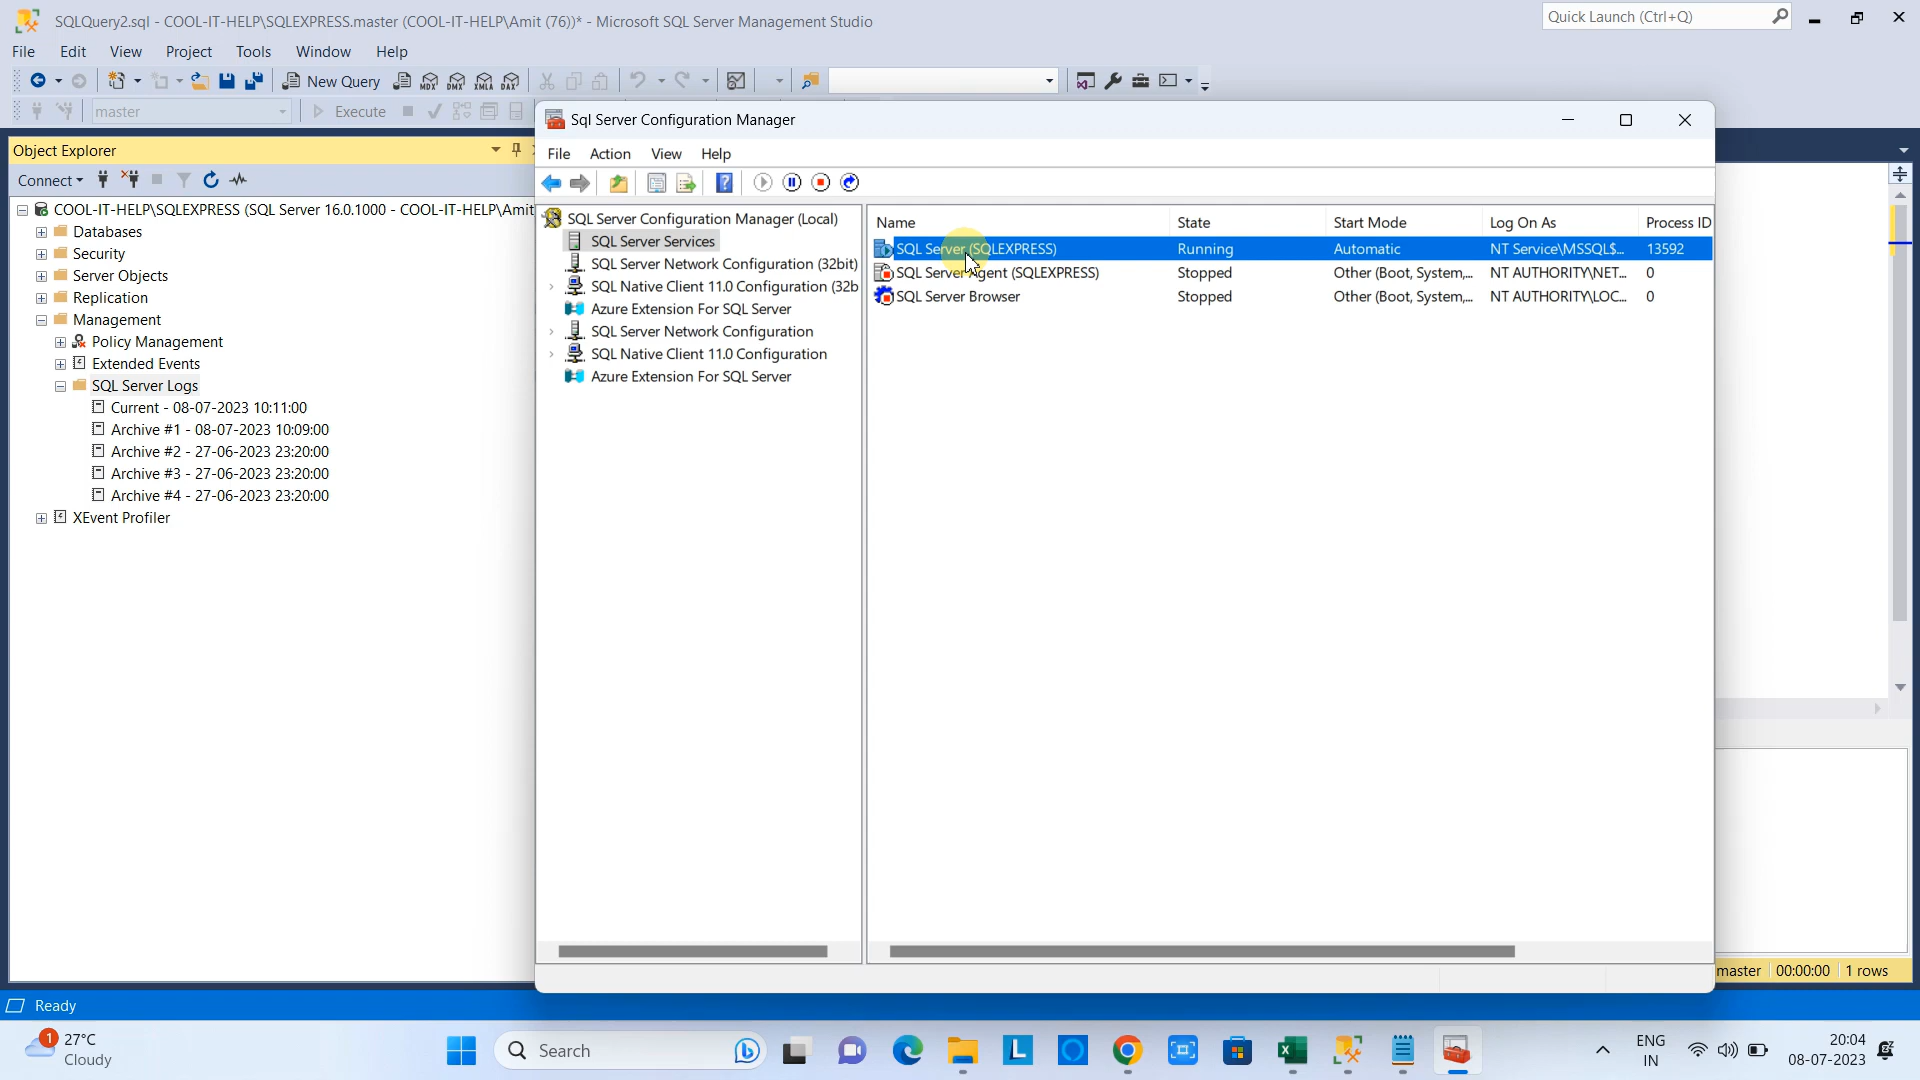 SQLQuery2.sql - COOL-IT-HELP\SQLEXPRESS.master (COOL-IT-HELP\Amit (76))* - Microsoft SQL Server Management Studio
Quick Launch (Ctrl+Q)
File Edit View Project Tools Window Help
New Query MDX DMX XMLA DAX
master Execute
Object Explorer
Connect
COOL-IT-HELP\SQLEXPRESS (SQL Server 16.0.1000 - COOL-IT-HELP\Amit
Databases
Security
Server Objects
Replication
Management
Policy Management
Extended Events
SQL Server Logs
Current - 08-07-2023 10:11:00
Archive #1 - 08-07-2023 10:09:00
Archive #2 - 27-06-2023 23:20:00
Archive #3 - 27-06-2023 23:20:00
Archive #4 - 27-06-2023 23:20:00
XEvent Profiler
Sql Server Configuration Manager
File Action View Help
SQL Server Configuration Manager (Local)
SQL Server Services
SQL Server Network Configuration (32bit)
SQL Native Client 11.0 Configuration (32b
Azure Extension For SQL Server
SQL Server Network Configuration
SQL Native Client 11.0 Configuration
Azure Extension For SQL Server
Name State Start Mode Log On As Process ID
SQL Server (SQLEXPRESS) Running Automatic NT Service\MSSQL$... 13592
SQL Server Agent (SQLEXPRESS) Stopped Other (Boot, System,... NT AUTHORITY\NET... 0
SQL Server Browser Stopped Other (Boot, System,... NT AUTHORITY\LOC... 0
master 00:00:00 1 rows
Ready
1
27°C
Cloudy
Search
L
ENG
IN
20:04
08-07-2023